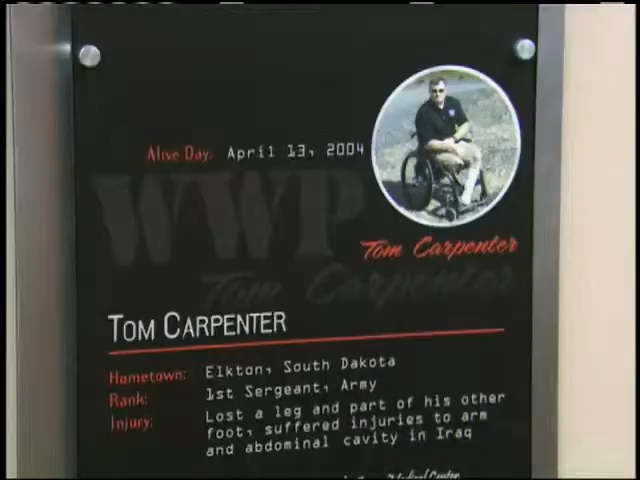 Alive Day: April 13, 2004
WWP
Tom Carpenter
Tom Carpenter
TOM CARPENTER
Hometown: Elkton, South Dakota
Rank: 1st Sergeant, Army
Injury: Lost a leg and part of his other
foot, suffered injuries to arm
and abdominal cavity in Iraq
Medical Center